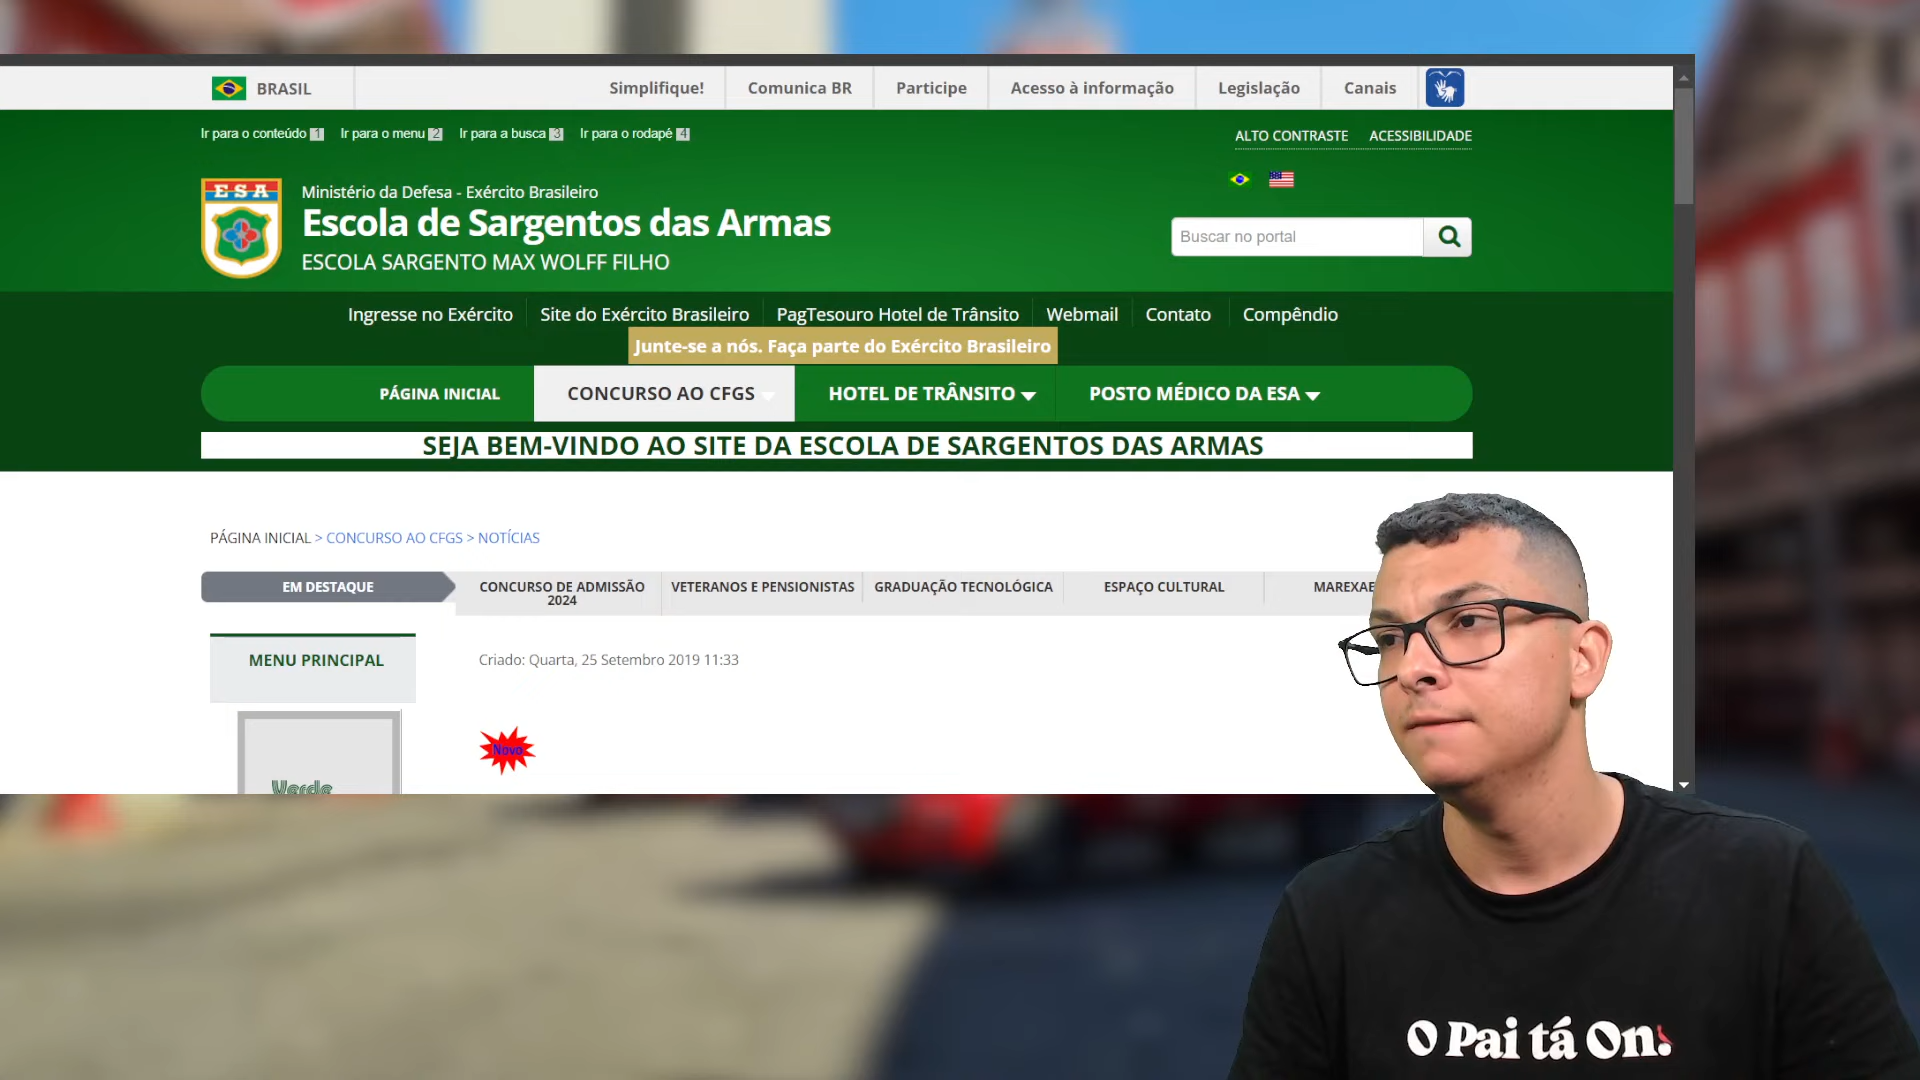 BRASIL
Simplifique!
Comunica BR
Participe
Acesso à informação
Legislação
Canais
Ir para o conteúdo 1
Ir para o menu 2
Ir para a busca 3
Ir para o rodapé 4
ALTO CONTRASTE
ACESSIBILIDADE
ESA
Ministério da Defesa - Exército Brasileiro
Escola de Sargentos das Armas
ESCOLA SARGENTO MAX WOLFF FILHO
Buscar no portal
Ingresse no Exército
Site do Exército Brasileiro
PagTesouro Hotel de Trânsito
Webmail
Contato
Compêndio
Junte-se a nós. Faça parte do Exército Brasileiro
PÁGINA INICIAL
CONCURSO AO CFGS
HOTEL DE TRÂNSITO
POSTO MÉDICO DA ESA
SEJA BEM-VINDO AO SITE DA ESCOLA DE SARGENTOS DAS ARMAS
PÁGINA INICIAL > CONCURSO AO CFGS > NOTÍCIAS
EM DESTAQUE
CONCURSO DE ADMISSÃO
2024
VETERANOS E PENSIONISTAS
GRADUAÇÃO TECNOLÓGICA
ESPAÇO CULTURAL
MENU PRINCIPAL
Criado: Quarta, 25 Setembro 2019 11:33
Novo
Verde
O Pai tá On!